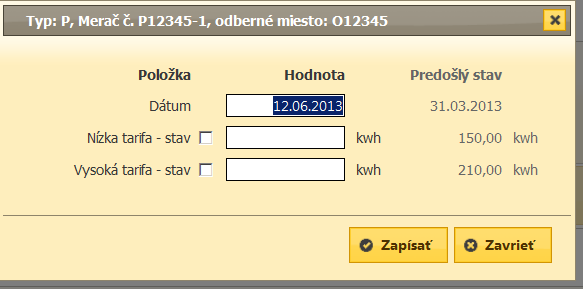 Typ: P, Merač č. P12345-1, odberné miesto: O12345
Položka Hodnota Predošlý stav
Dátum 12.06.2013 31.03.2013
Nízka tarifa - stav kwh 150,00 kwh
Vysoká tarifa - stav kwh 210,00 kwh
Zapísať Zavrieť